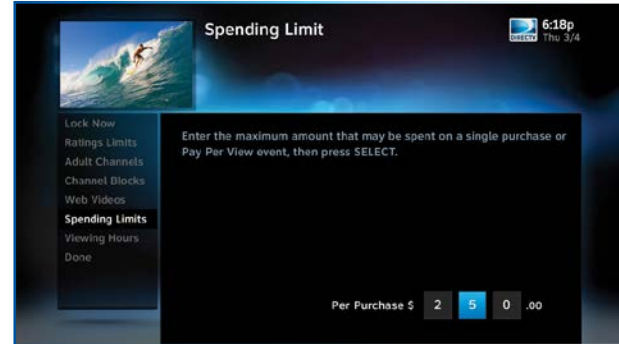 Spending Limit
DIRECTV
6:18p
Thu 3/4
Lock Now
Ratings Limits
Adult Channels
Channel Blocks
Web Videos
Spending Limits
Viewing Hours
Done
Enter the maximum amount that may be spent on a single purchase or
Pay Per View event, then press SELECT.
Per Purchase $ 2 5 0 .00